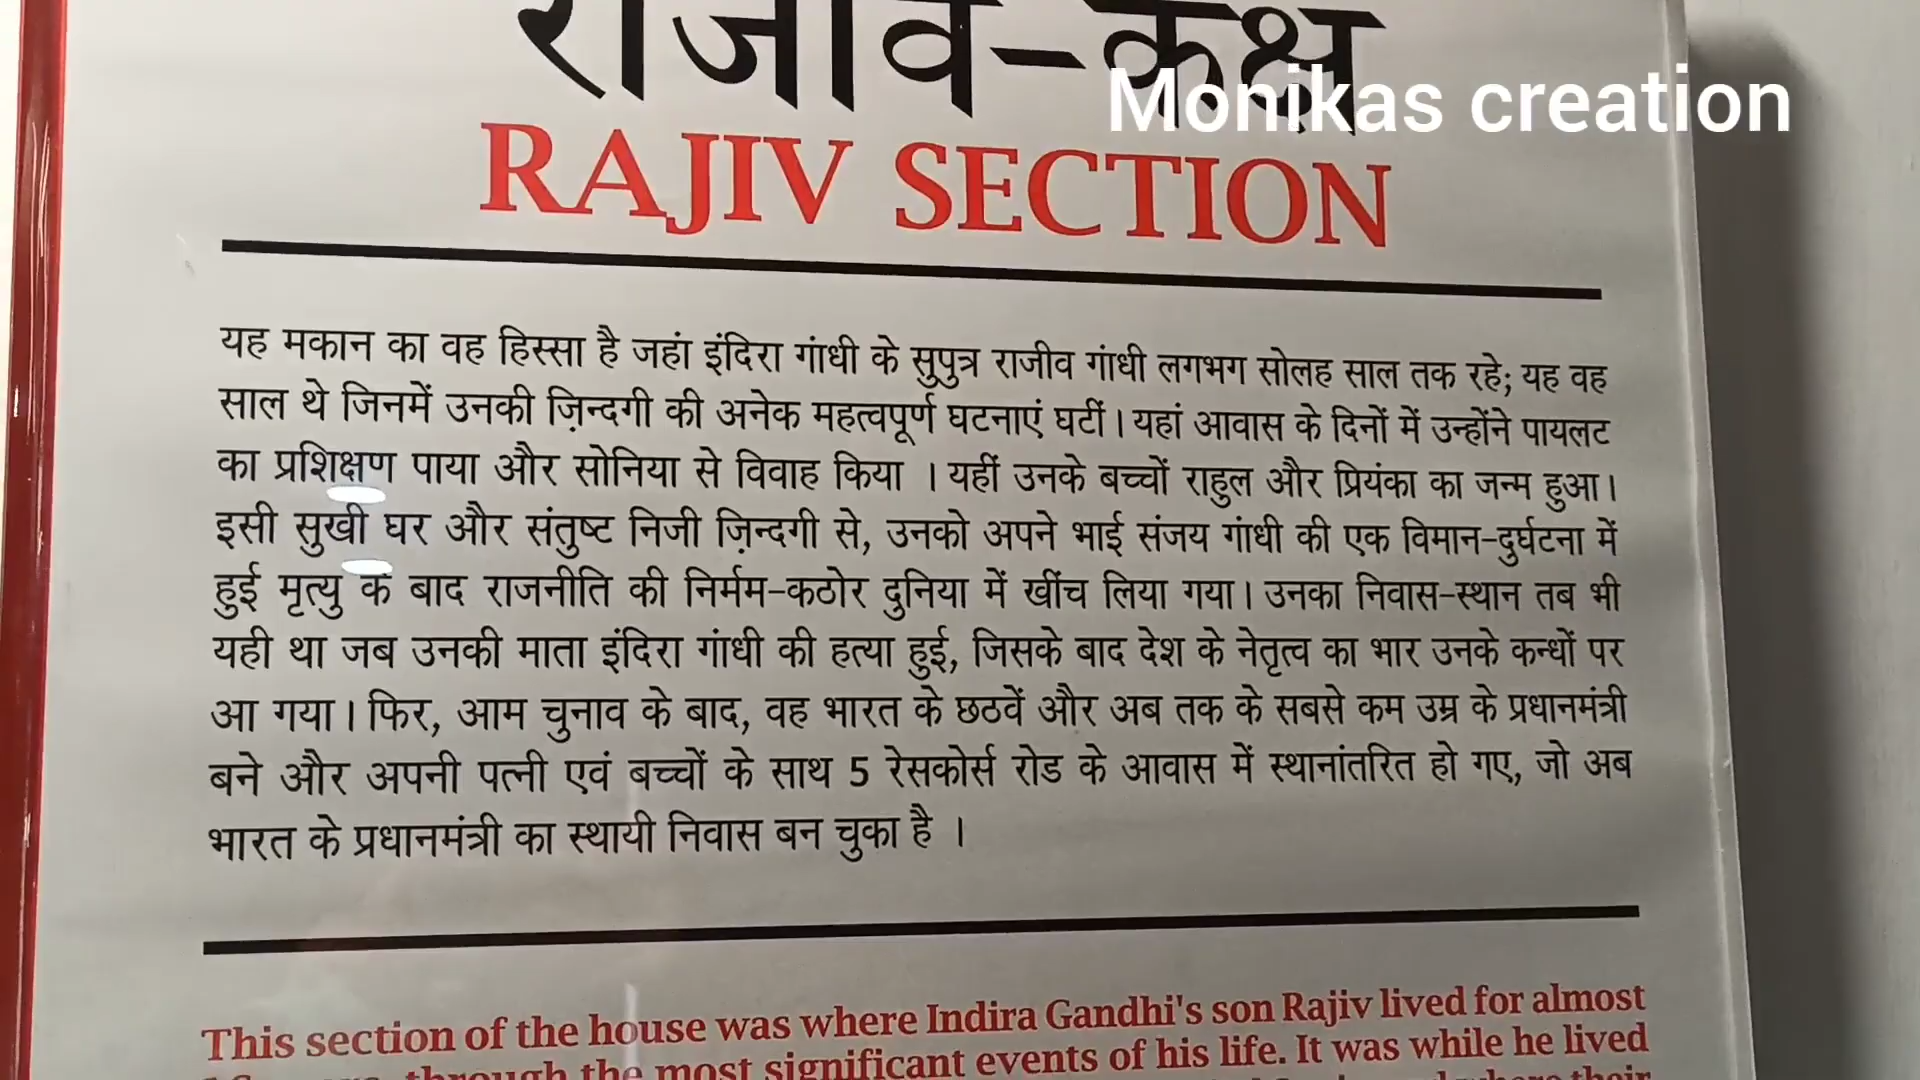 राजीव-कक्ष
Monikas creation
RAJIV SECTION
यह मकान का वह हिस्सा है जहां इंदिरा गांधी के सुपुत्र राजीव गांधी लगभग सोलह साल तक रहे; यह वह
साल थे जिनमें उनकी ज़िन्दगी की अनेक महत्वपूर्ण घटनाएं घटीं। यहां आवास के दिनों में उन्होंने पायलट
का प्रशिक्षण पाया और सोनिया से विवाह किया । यहीं उनके बच्चों राहुल और प्रियंका का जन्म हुआ।
इसी सुखी घर और संतुष्ट निजी ज़िन्दगी से, उनको अपने भाई संजय गांधी की एक विमान-दुर्घटना में
हुई मृत्यु के बाद राजनीति की निर्मम-कठोर दुनिया में खींच लिया गया। उनका निवास-स्थान तब भी
यही था जब उनकी माता इंदिरा गांधी की हत्या हुई, जिसके बाद देश के नेतृत्व का भार उनके कन्धों पर
आ गया। फिर, आम चुनाव के बाद, वह भारत के छठवें और अब तक के सबसे कम उम्र के प्रधानमंत्री
बने और अपनी पत्नी एवं बच्चों के साथ 5 रेसकोर्स रोड के आवास में स्थानांतरित हो गए, जो अब
भारत के प्रधानमंत्री का स्थायी निवास बन चुका है ।
This section of the house was where Indira Gandhi's son Rajiv lived for almost
through the most significant events of his life. It was while he lived